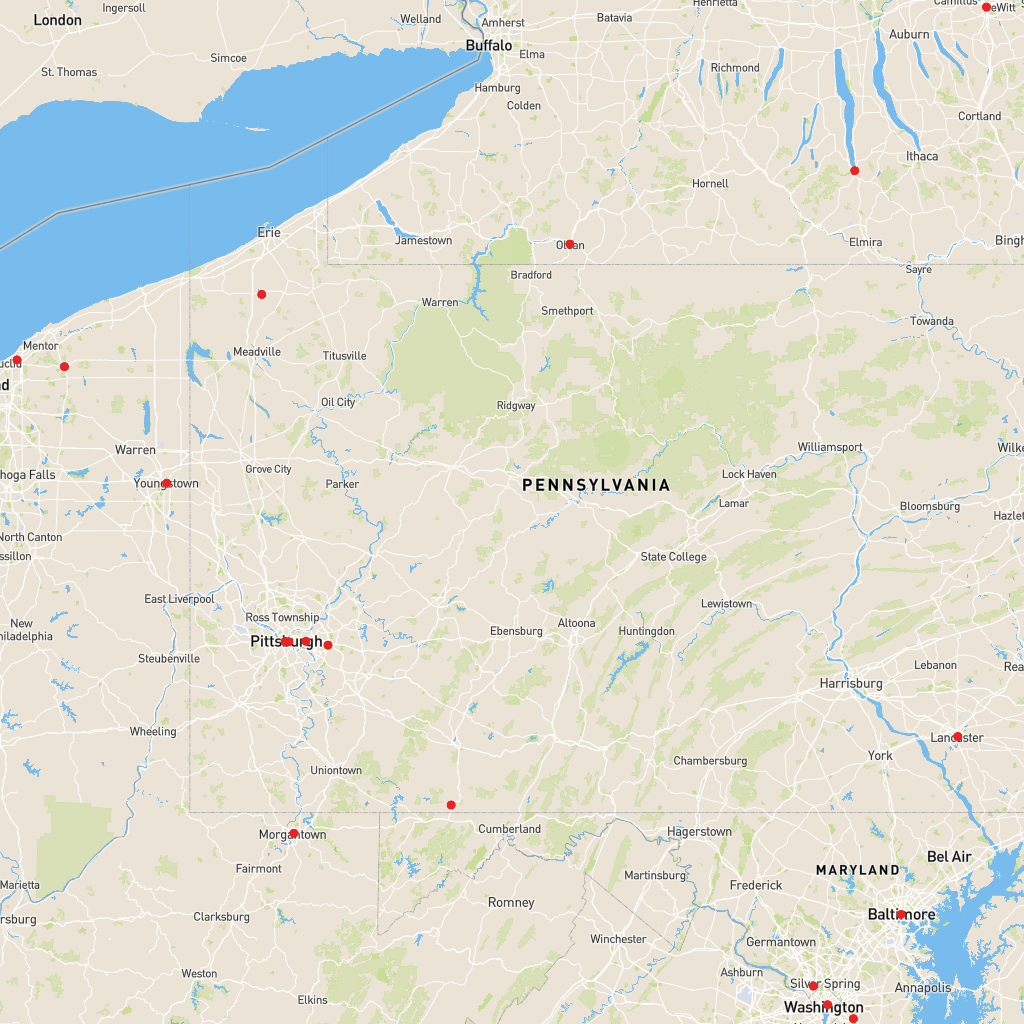 London
Ingersoll
Welland
Amherst
Batavia
Henrietta
Camillus
DeWitt
Simcoe
Buffalo
Elma
Auburn
St. Thomas
Richmond
Hamburg
Colden
Cortland
Ithaca
Hornell
Erie
Jamestown
Olean
Elmira
Bingh
Bradford
Sayre
Warren
Smethport
Towanda
Mentor
uclid
Meadville
Titusville
nd
Oil City
Ridgway
Warren
Williamsport
Wilke
hoga Falls
Grove City
Youngstown
Parker
PENNSYLVANIA
Lock Haven
Lamar
Bloomsburg
Hazlet
North Canton
ssillon
State College
East Liverpool
Ross Township
Lewistown
New
hiladelphia
Pittsburgh
Ebensburg
Altoona
Huntingdon
Steubenville
Lebanon
Rea
Harrisburg
Wheeling
Lancaster
York
Chambersburg
Uniontown
Morgantown
Cumberland
Hagerstown
Bel Air
Fairmont
MARYLAND
Martinsburg
Frederick
Marietta
rsburg
Clarksburg
Romney
Baltimore
Winchester
Germantown
Weston
Ashburn
Silver Spring
Annapolis
Elkins
Washington